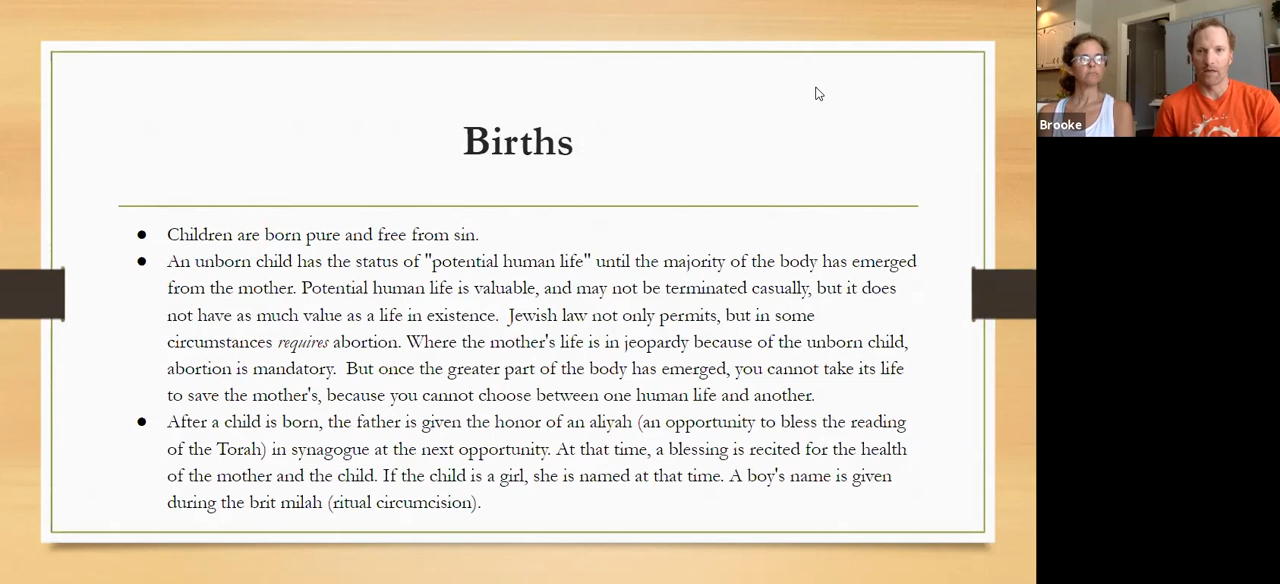 Births
● Children are born pure and free from sin.
● An unborn child has the status of "potential human life" until the majority of the body has emerged
from the mother. Potential human life is valuable, and may not be terminated casually, but it does
not have as much value as a life in existence.  Jewish law not only permits, but in some
circumstances requires abortion. Where the mother's life is in jeopardy because of the unborn child,
abortion is mandatory.  But once the greater part of the body has emerged, you cannot take its life
to save the mother's, because you cannot choose between one human life and another.
● After a child is born, the father is given the honor of an aliyah (an opportunity to bless the reading
of the Torah) in synagogue at the next opportunity. At that time, a blessing is recited for the health
of the mother and the child. If the child is a girl, she is named at that time. A boy's name is given
during the brit milah (ritual circumcision).
Brooke